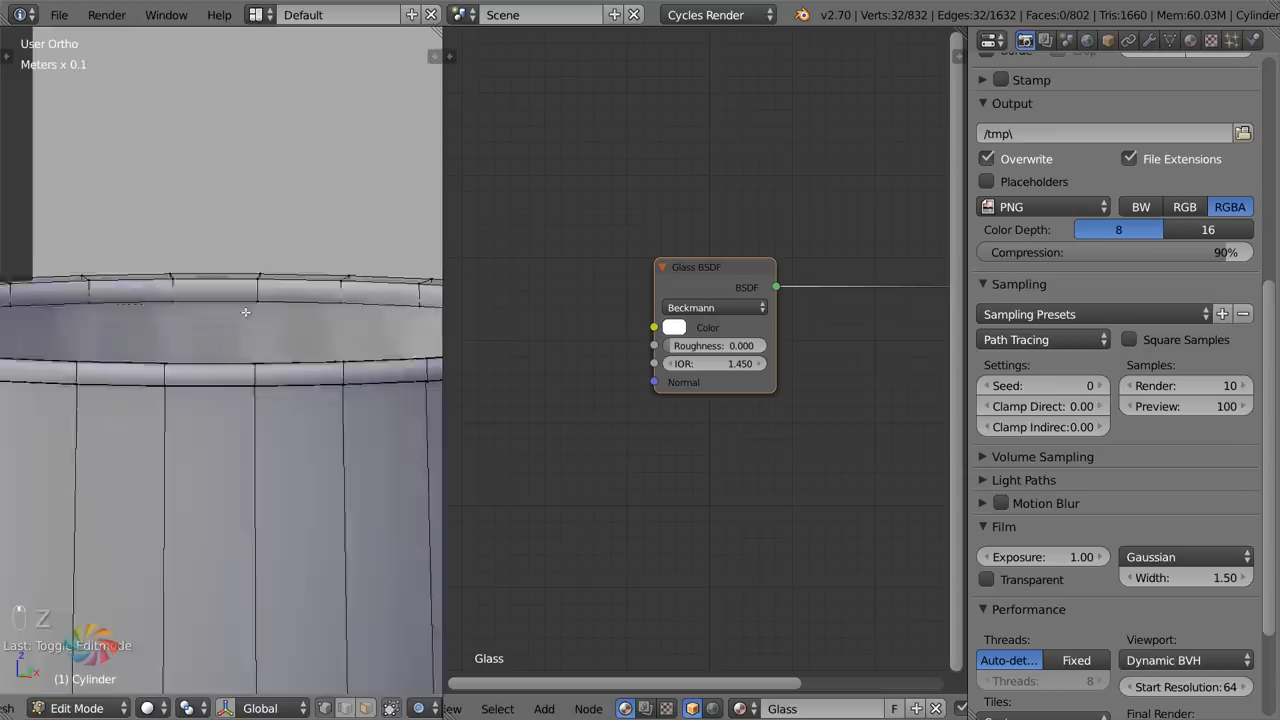 File Render Window Help Default Scene Cycles Render v2.70 | Verts:32/832 | Edges:32/1632 | Faces:0/802 | Tris:1660 | Mem:60.03M | Cylinder
User Ortho
Meters x 0.1
Stamp
Output
/tmp\
Overwrite File Extensions
Placeholders
PNG BW RGB RGBA
Color Depth: 8 16
Compression: 90%
Glass BSDF
BSDF
Beckmann
Color
Roughness: 0.000
IOR: 1.450
Normal
Sampling
Sampling Presets
Path Tracing Square Samples
Settings: Samples:
Seed: 0 Render: 10
Clamp Direct: 0.00 Preview: 100
Clamp Indirec: 0.00
Volume Sampling
Light Paths
Motion Blur
Film
Exposure: 1.00 Gaussian
Transparent Width: 1.50
Performance
Threads: Viewport:
Auto-det... Fixed Dynamic BVH
Threads: 8 Start Resolution: 64
Tiles: Final Render:
Z
Last: Toggle Editmode
z
x
(1) Cylinder
Glass
sh Edit Mode Global ew Select Add Node Glass F